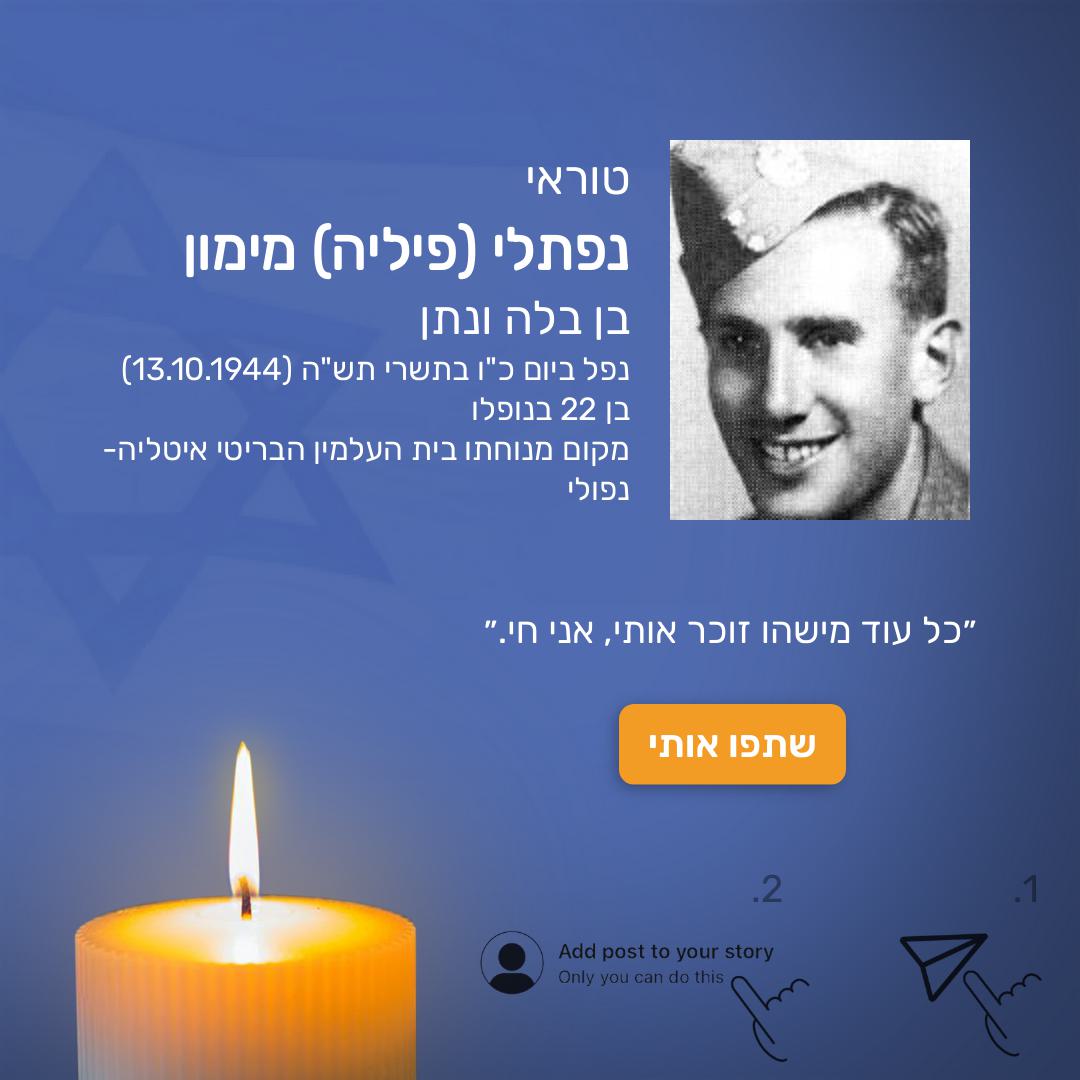 טוראי
נפתלי (פיליה) מימון
בן בלה ונתן
נפל ביום כ"ו בתשרי תש"ה (13.10.1944)
בן 22 בנופלו
מקום מנוחתו בית העלמין הבריטי איטליה-
נפולי
״כל עוד מישהו זוכר אותי, אני חי.״
שתפו אותי
1.
2.
Add post to your story
Only you can do this